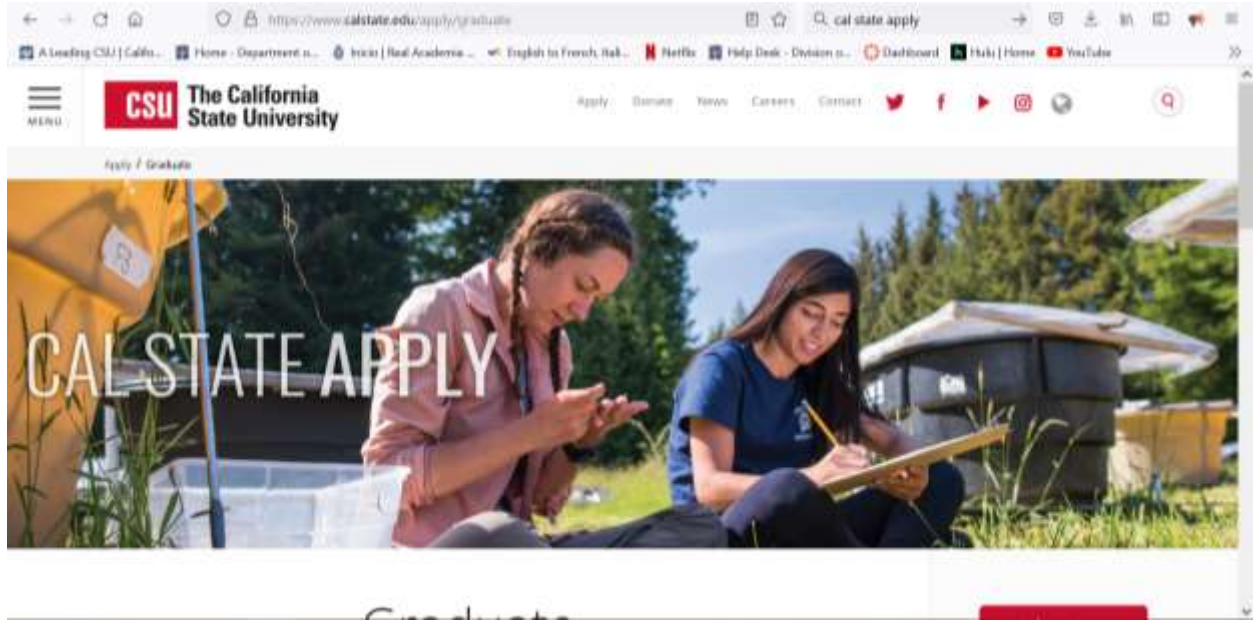 https://www.calstate.edu/apply/graduate
cal state apply
A Leading CSU | Califo...
Home - Department o...
Inicio | Real Academia ...
English to French, Itali...
Netflix
Help Desk - Division o...
Dashboard
Hulu | Home
YouTube
MENU
CSU The California
State University
Apply Donate News Careers Contact
Apply / Graduate
CAL STATE APPLY
Graduate